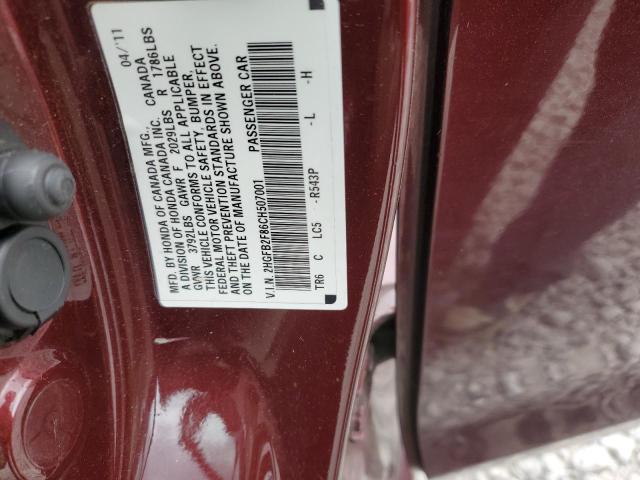 MFD. BY HONDA OF CANADA MFG., CANADA 04/'11
A DIVISION OF HONDA CANADA INC.
GVWR 3792LBS GAWR F 2029LBS R 1786LBS
THIS VEHICLE CONFORMS TO ALL APPLICABLE
FEDERAL MOTOR VEHICLE SAFETY, BUMPER,
AND THEFT PREVENTION STANDARDS IN EFFECT
ON THE DATE OF MANUFACTURE SHOWN ABOVE.
V.I.N. 2HGFB2F86CH507001 PASSENGER CAR
TR6 C LC5 -R543P -L -H